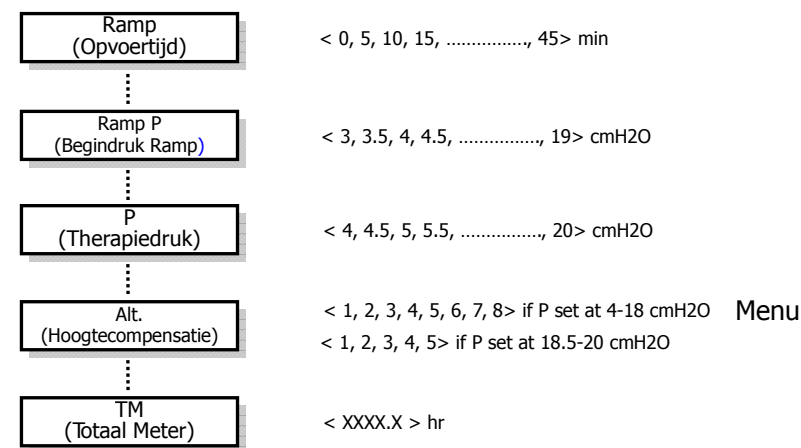 Ramp
(Opvoertijd)
< 0, 5, 10, 15, ................, 45> min
Ramp P
(Begindruk Ramp)
< 3, 3.5, 4, 4.5, ................, 19> cmH2O
P
(Therapiedruk)
< 4, 4.5, 5, 5.5, ................, 20> cmH2O
Alt.
(Hoogtecompensatie)
< 1, 2, 3, 4, 5, 6, 7, 8> if P set at 4-18 cmH2O
< 1, 2, 3, 4, 5> if P set at 18.5-20 cmH2O
Menu
TM
(Totaal Meter)
< XXXX.X > hr